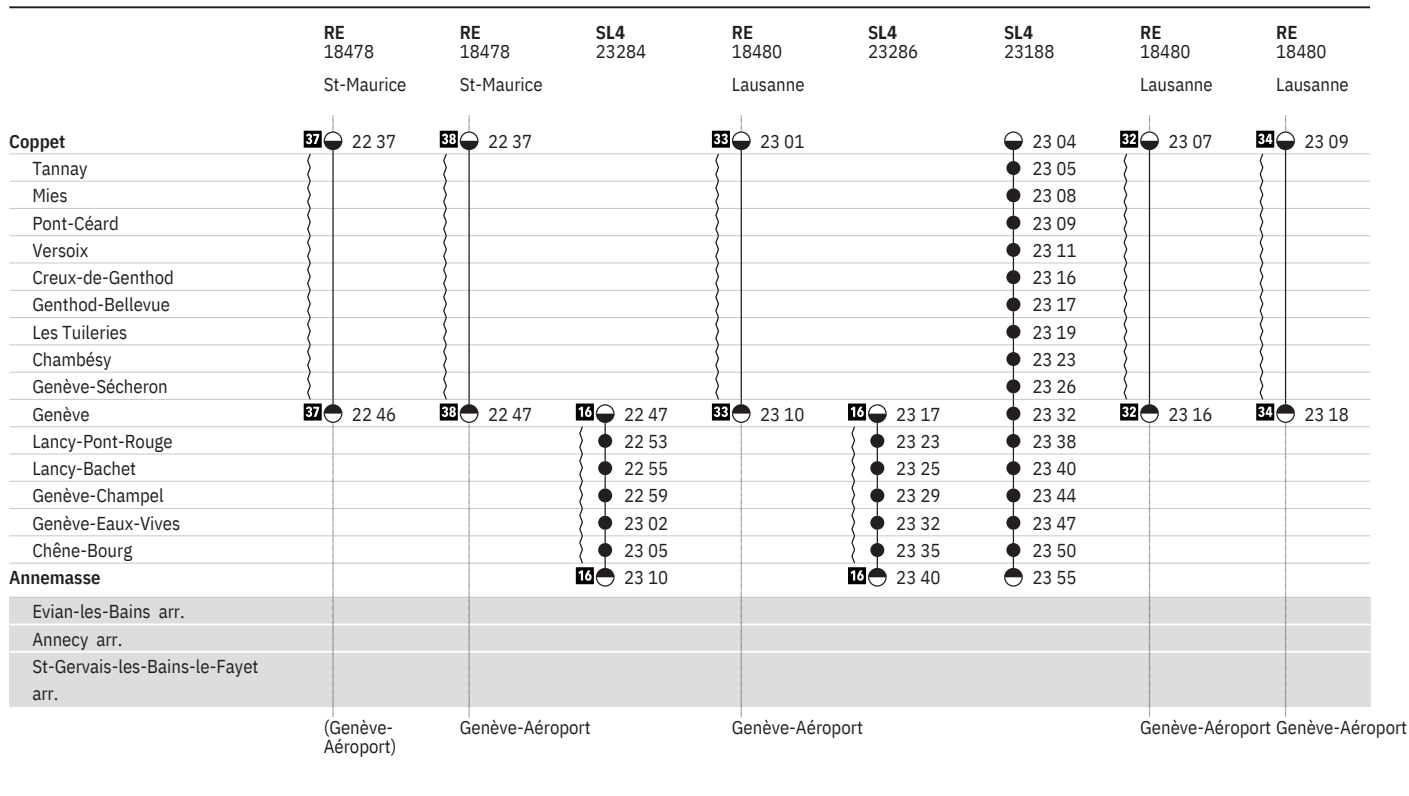 RE RE SL4 RE SL4 SL4 RE RE
18478 18478 23284 18480 23286 23188 18480 18480
St-Maurice St-Maurice Lausanne Lausanne Lausanne
Coppet 37 22 37 38 22 37 33 23 01 23 04 32 23 07 34 23 09
Tannay 23 05
Mies 23 08
Pont-Céard 23 09
Versoix 23 11
Creux-de-Genthod 23 16
Genthod-Bellevue 23 17
Les Tuileries 23 19
Chambésy 23 23
Genève-Sécheron 23 26
Genève 37 22 46 38 22 47 16 22 47 33 23 10 16 23 17 23 32 32 23 16 34 23 18
Lancy-Pont-Rouge 22 53 23 23 23 38
Lancy-Bachet 22 55 23 25 23 40
Genève-Champel 22 59 23 29 23 44
Genève-Eaux-Vives 23 02 23 32 23 47
Chêne-Bourg 23 05 23 35 23 50
Annemasse 16 23 10 16 23 40 23 55
Evian-les-Bains arr.
Annecy arr.
St-Gervais-les-Bains-le-Fayet
arr.
(Genève- Genève-Aéroport Genève-Aéroport Genève-Aéroport Genève-Aéroport
Aéroport)